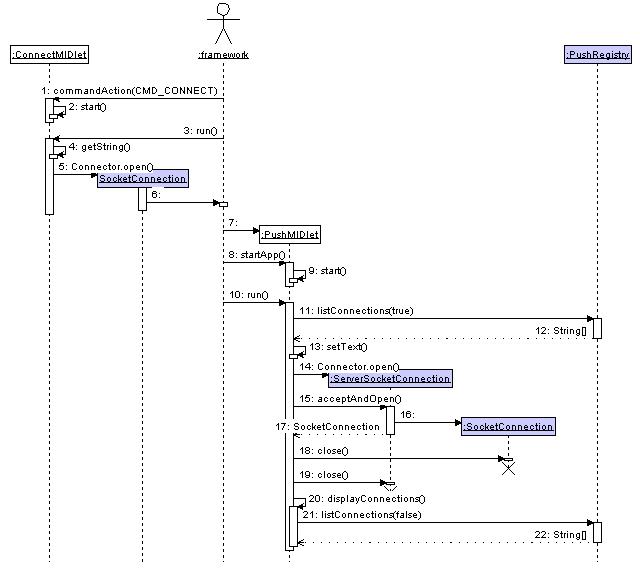 :ConnectMIDlet
:framework
:PushRegistry
1: commandAction(CMD_CONNECT)
2: start()
3: run()
4: getString()
5: Connector.open()
SocketConnection
6:
7:
:PushMIDlet
8: startApp()
9: start()
10: run()
11: listConnections(true)
12: String[]
13: setText()
14: Connector.open()
:ServerSocketConnection
15: acceptAndOpen()
16:
17: SocketConnection
:SocketConnection
18: close()
19: close()
20: displayConnections()
21: listConnections(false)
22: String[]